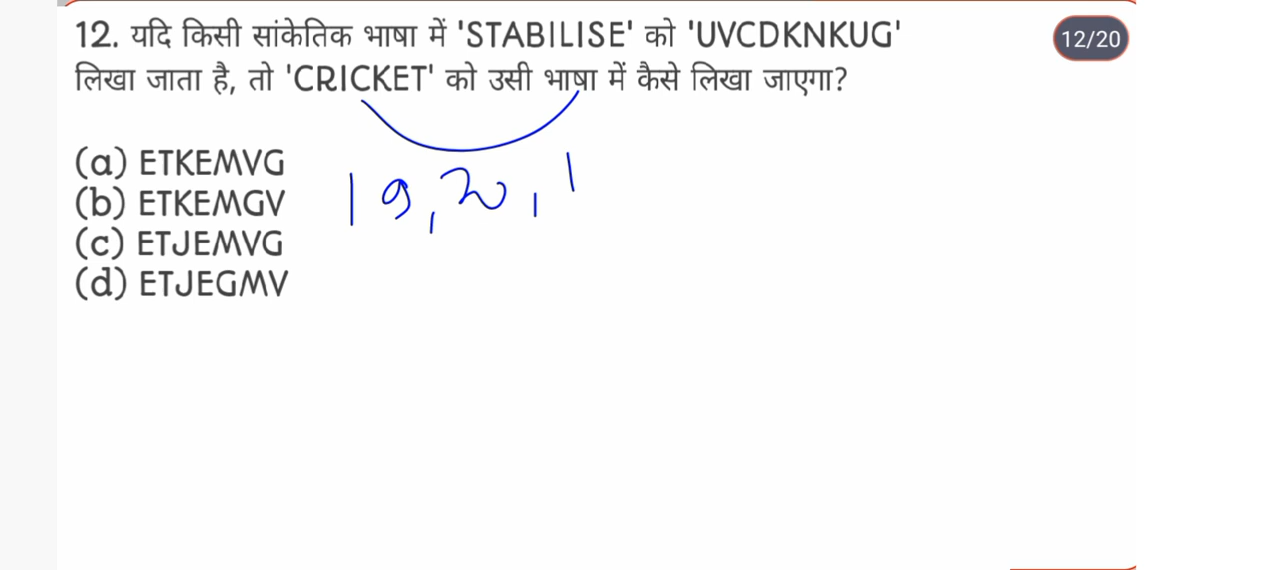 12. यदि किसी सांकेतिक भाषा में 'STABILISE' को 'UVCDKNKUG'
12/20
लिखा जाता है, तो 'CRICKET' को उसी भाषा में कैसे लिखा जाएगा?
(a) ETKEMVG
(b) ETKEMGV
19, 20, 1
(c) ETJEMVG
(d) ETJEGMV